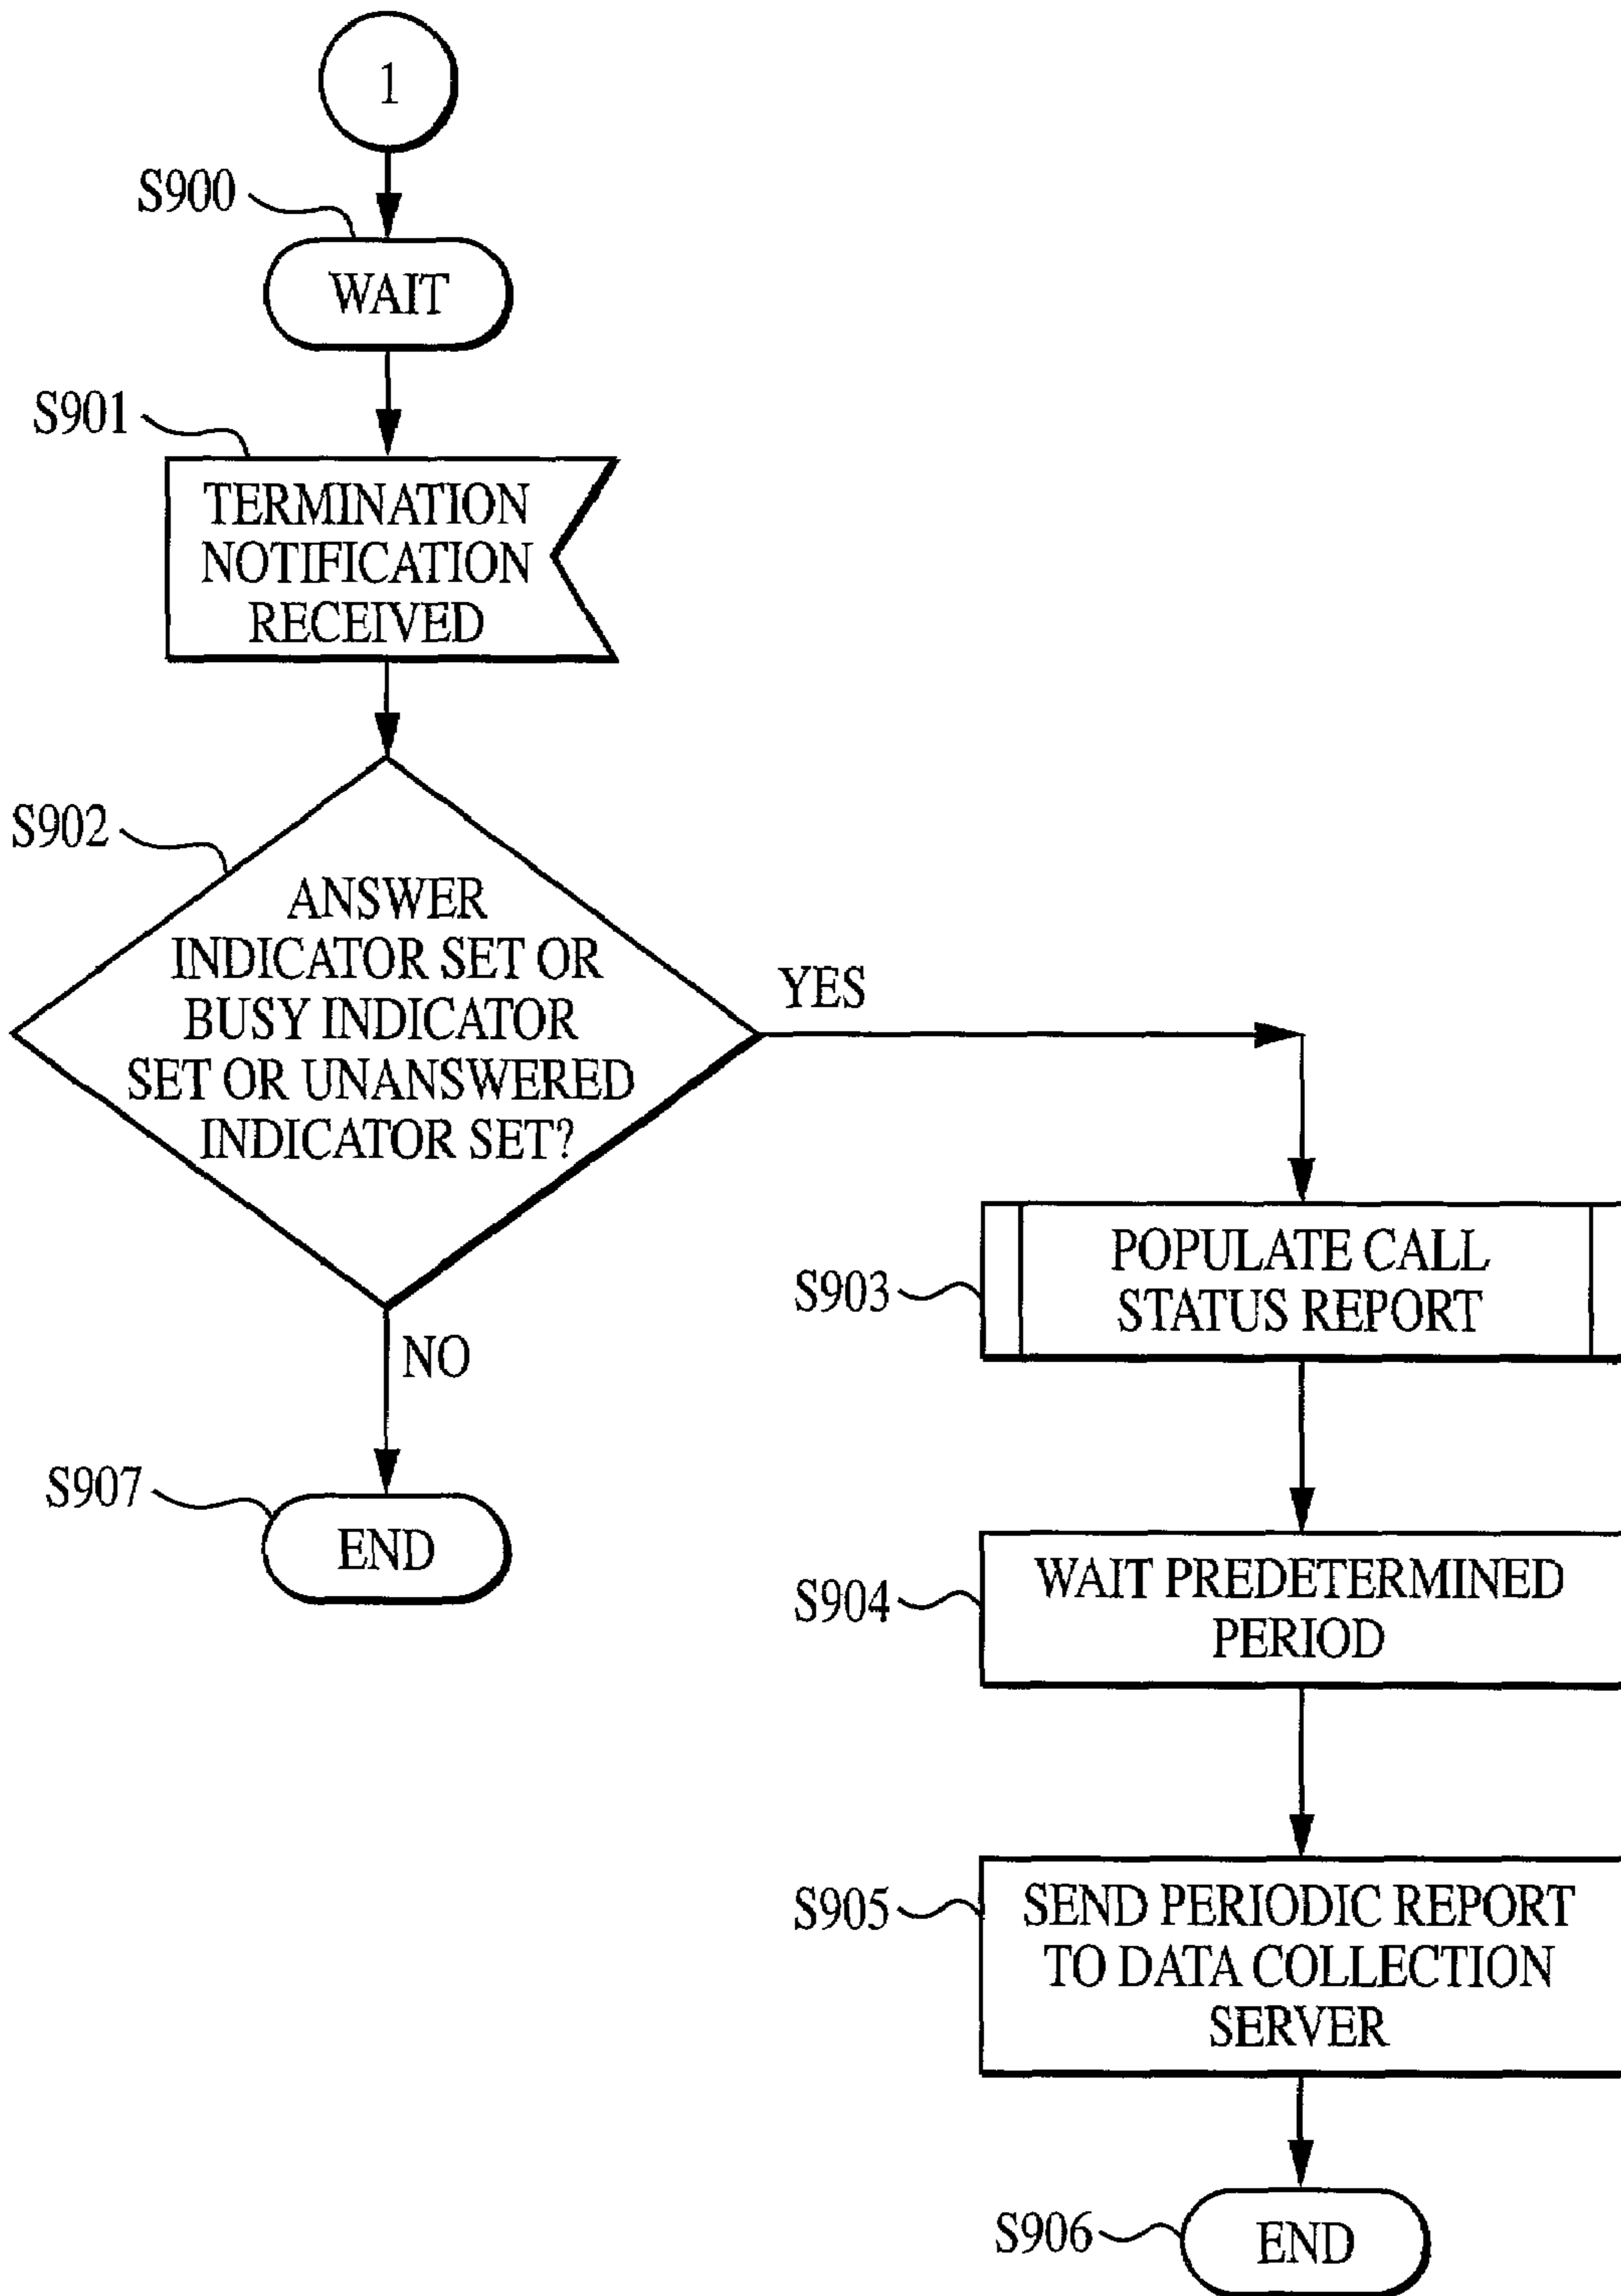 1
S900
WAIT
S901
TERMINATION
NOTIFICATION
RECEIVED
S902
ANSWER
INDICATOR SET OR
BUSY INDICATOR
SET OR UNANSWERED
INDICATOR SET?
YES
NO
S903
POPULATE CALL
STATUS REPORT
S907
END
S904
WAIT PREDETERMINED
PERIOD
S905
SEND PERIODIC REPORT
TO DATA COLLECTION
SERVER
S906
END